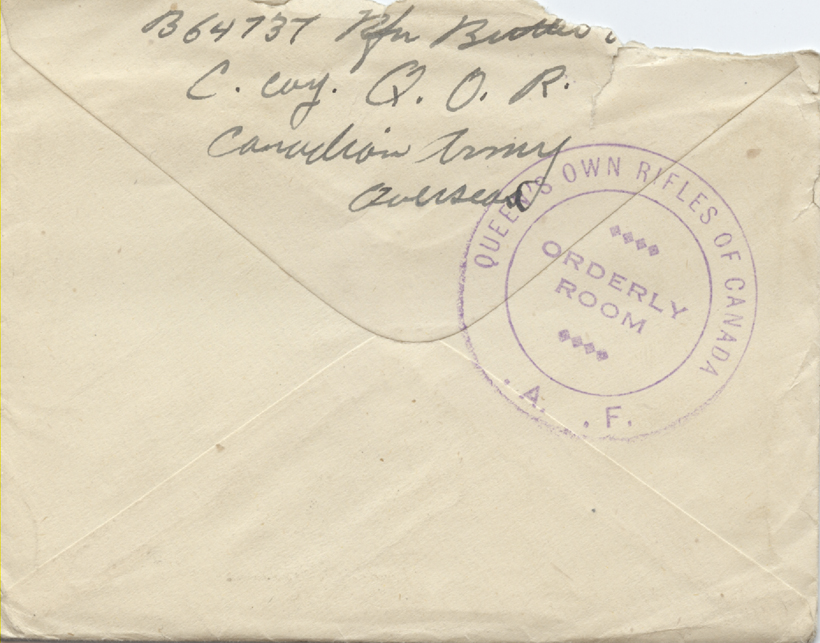 B64737 Rfn
C. coy. Q. O. R.
Canadian Army
Overseas
QUEEN'S OWN RIFLES OF CANADA
ORDERLY
ROOM
. A. . F.